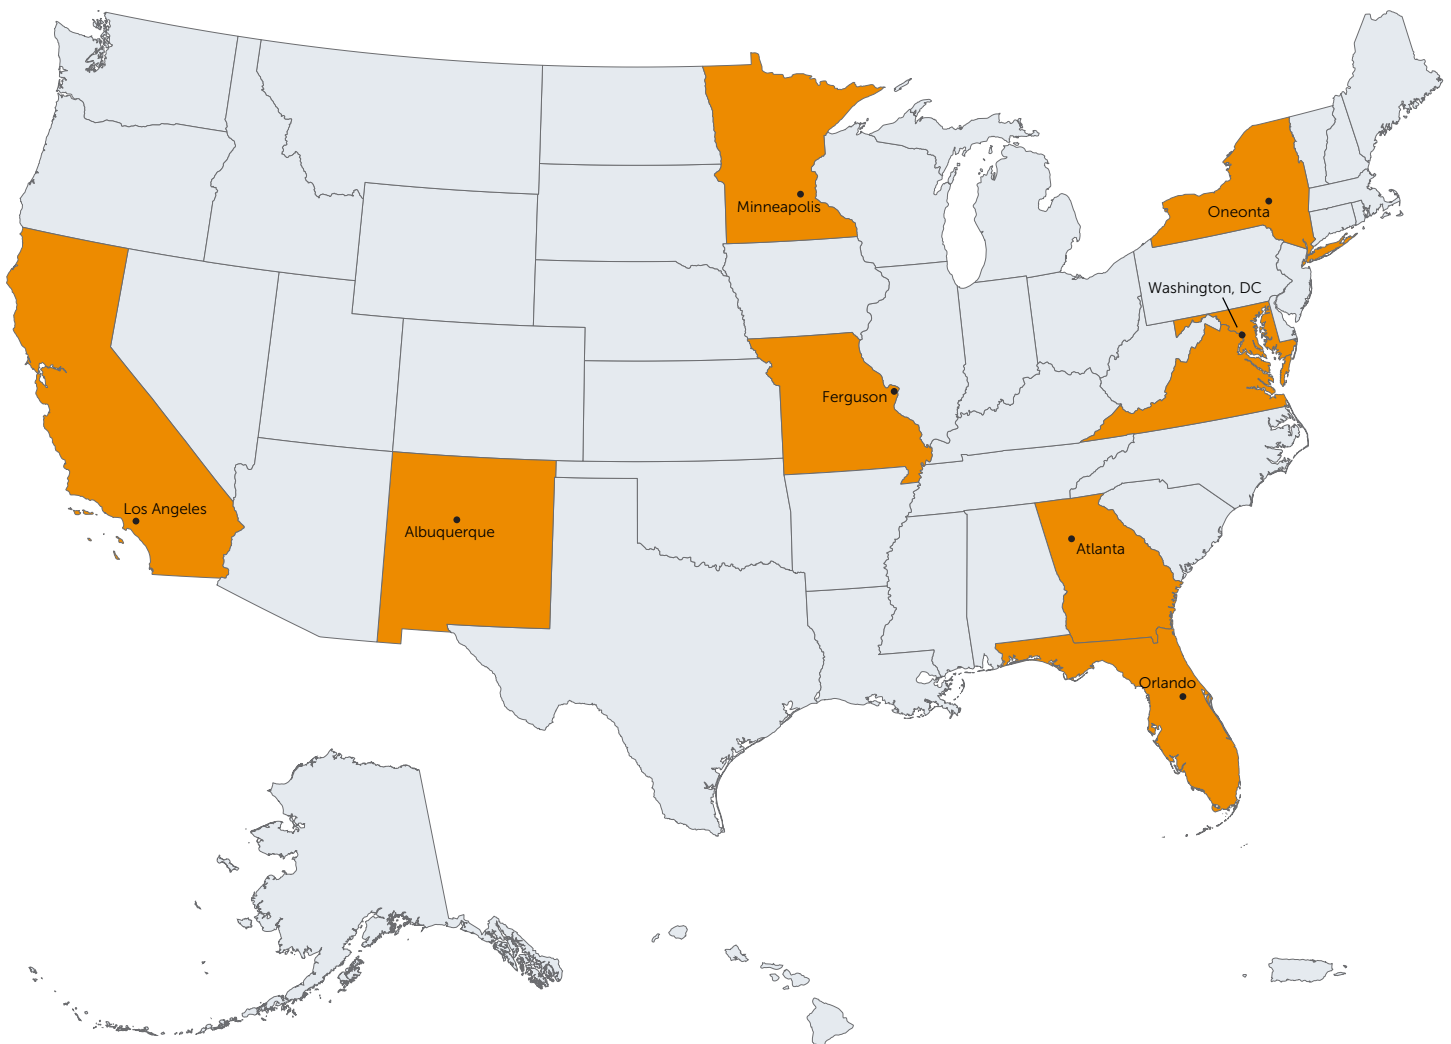 Minneapolis
Oneonta
Washington, DC
Ferguson
Los Angeles
Albuquerque
Atlanta
Orlando